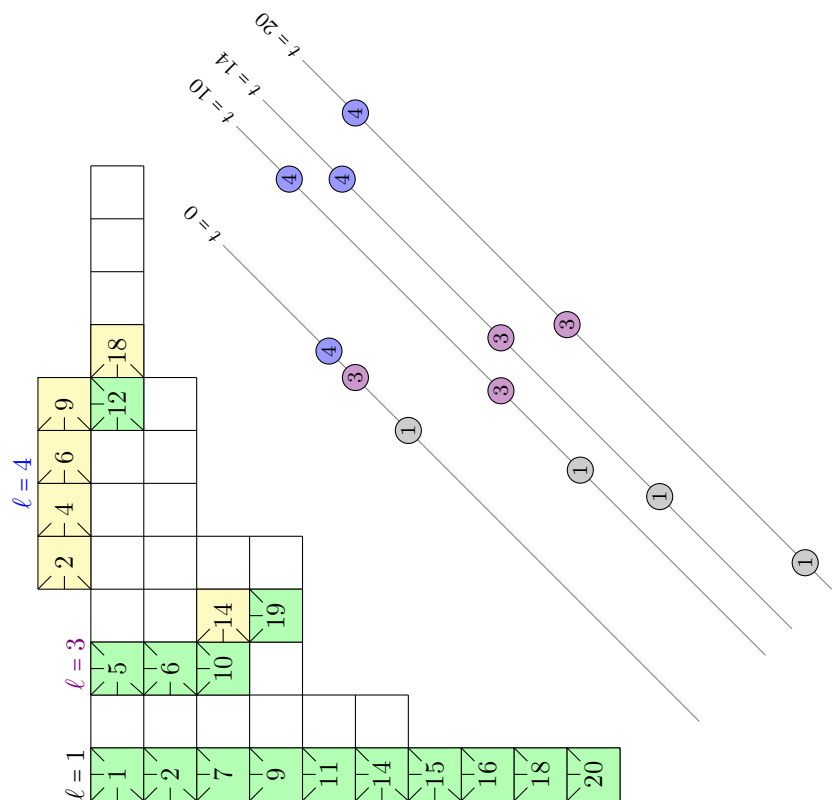 ℓ = 4
2 4 6 9
ℓ = 1 ℓ = 3
1 5 12 18
2 6
7 10 14
9 19
11
14
15
16
18
20
1 3 4 t = 0
1 3 4 t = 10
1 3 4 t = 14
1 3 4 t = 20